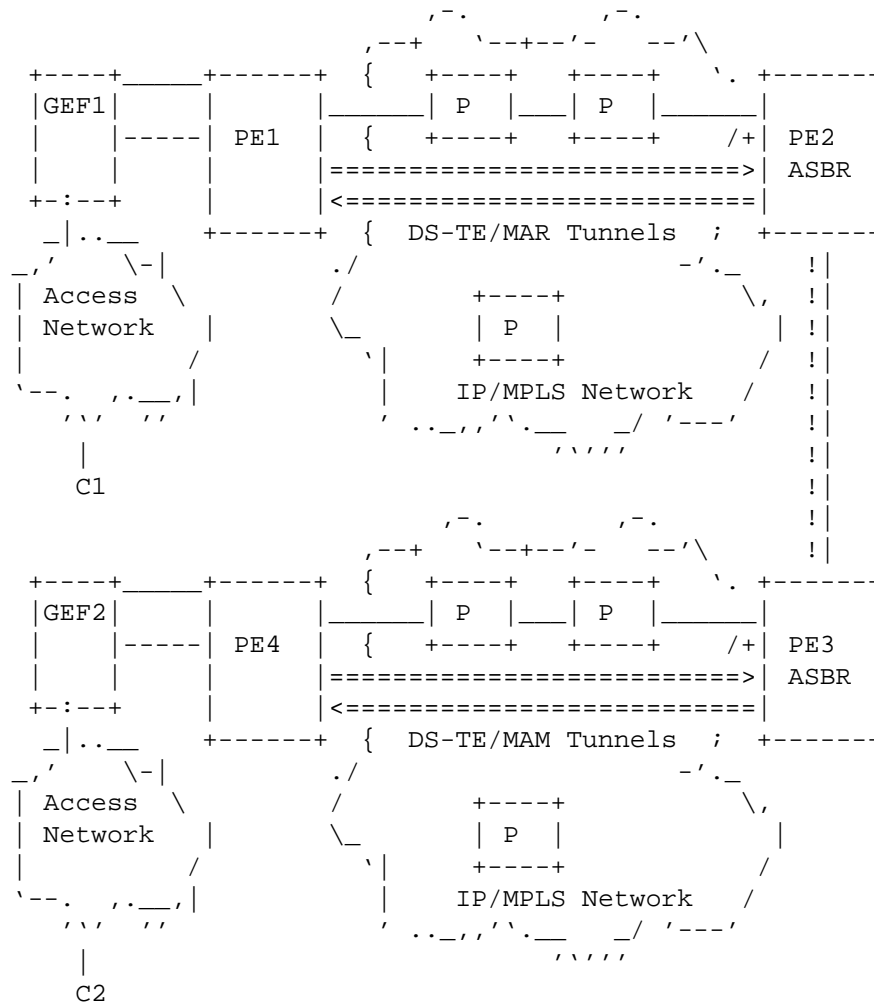 GEF1 P P
PE1 PE2
ASBR
DS-TE/MAR Tunnels
Access
Network P
IP/MPLS Network
C1
GEF2 P P
PE4 PE3
ASBR
DS-TE/MAM Tunnels
Access
Network P
IP/MPLS Network
C2